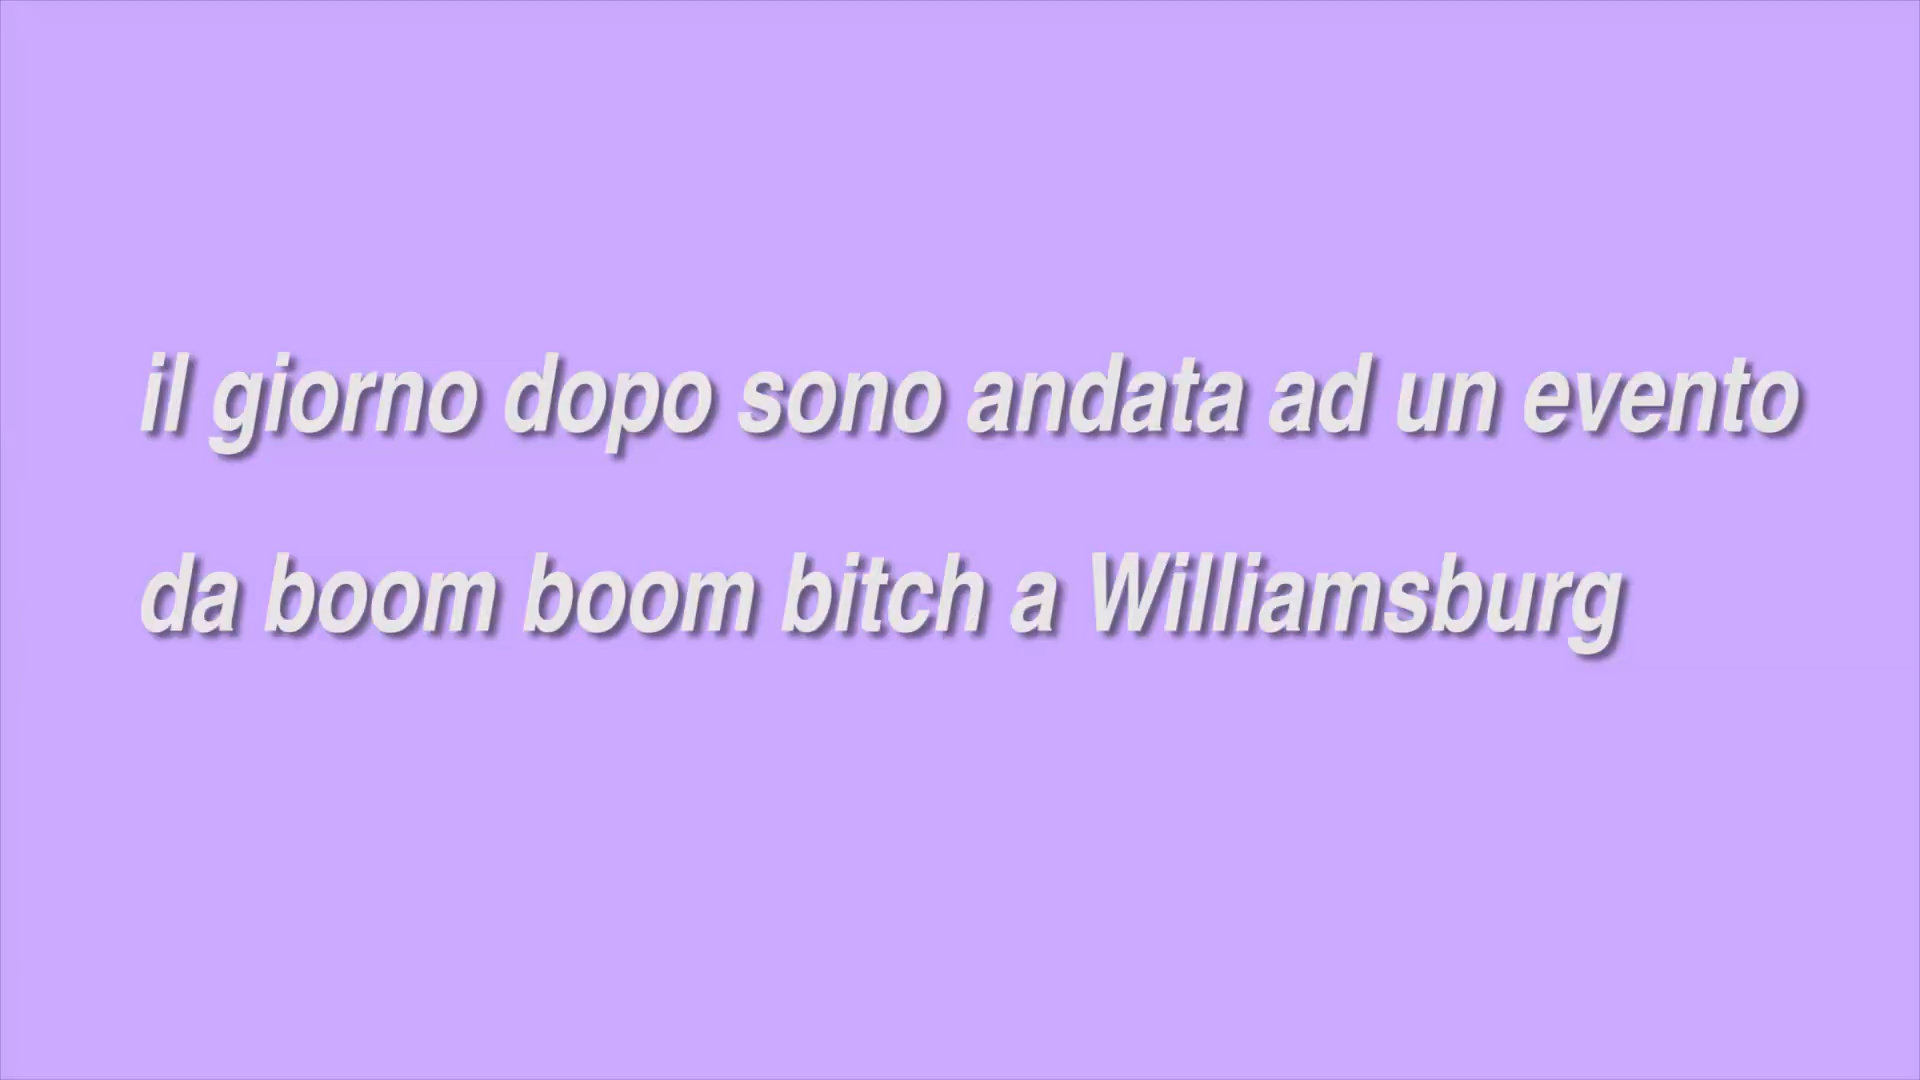 il giorno dopo sono andata ad un evento
da boom boom bitch a Williamsburg